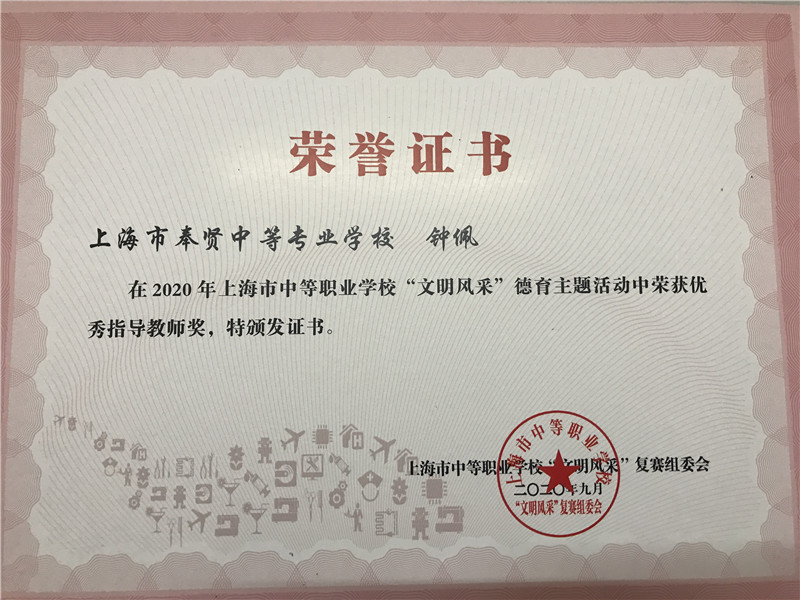 荣誉证书
上海市奉贤中等专业学校 钟佩
在2020年上海市中等职业学校“文明风采”德育主题活动中荣获优
秀指导教师奖，特颁发证书。
上海市中等职业学校“文明风采”复赛组委会
二〇二〇年九月
上海市中等职业学校
“文明风采”复赛组委会